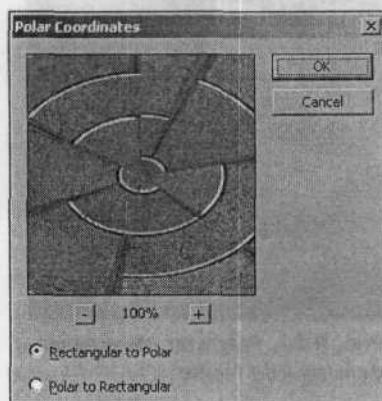 Polar Coordinates
OK
Cancel
- 100% +
Rectangular to Polar
Polar to Rectangular